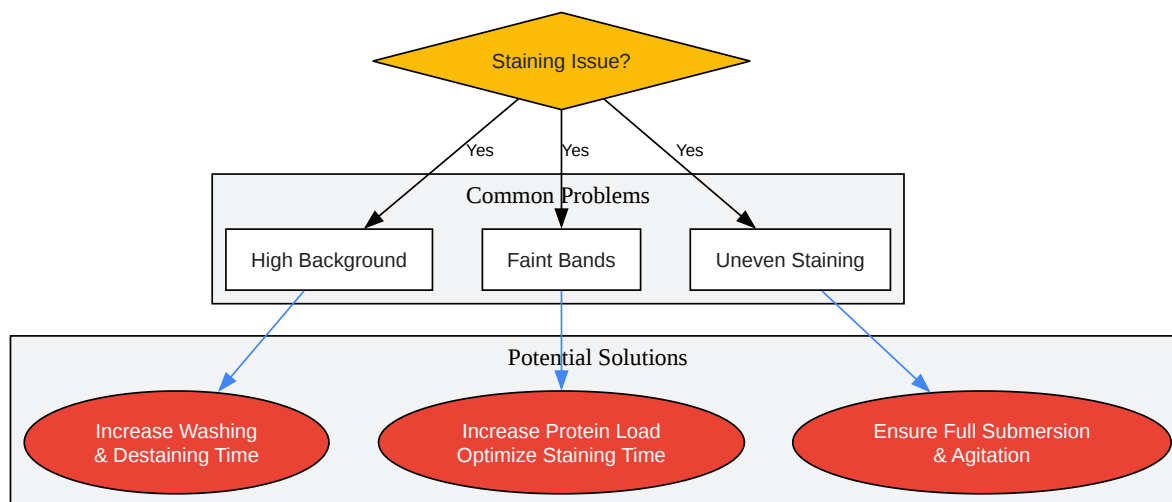 Staining Issue?
Yes
Yes
Yes
Common Problems
High Background
Faint Bands
Uneven Staining
Potential Solutions
Increase Washing
& Destaining Time
Increase Protein Load
Optimize Staining Time
Ensure Full Submersion
& Agitation